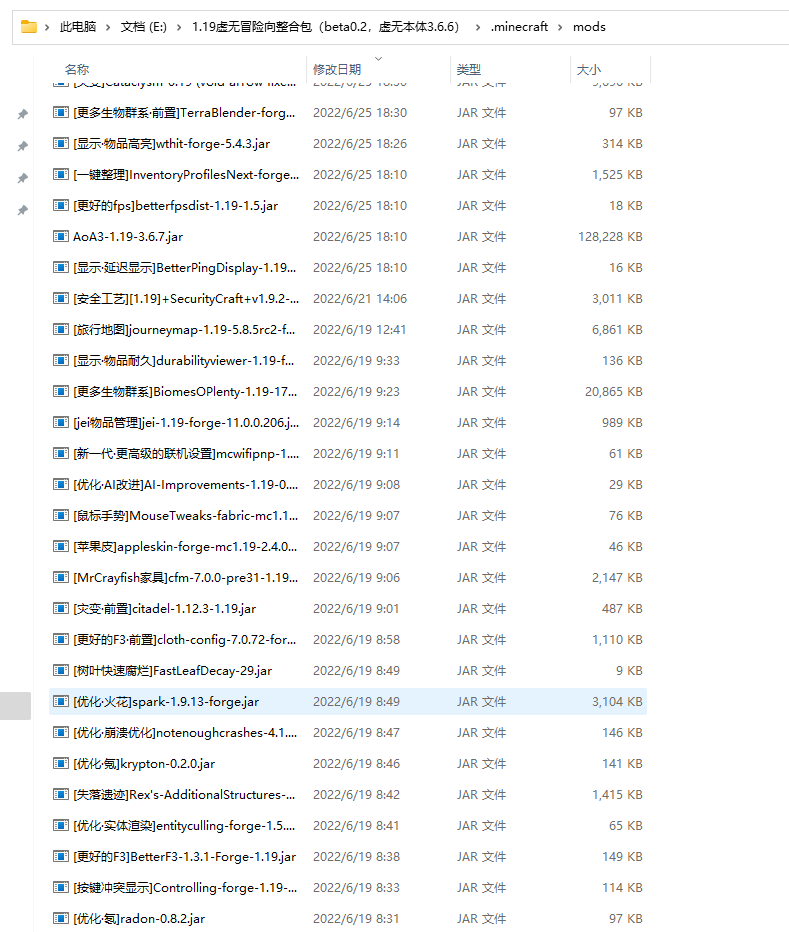 此电脑 › 文档 (E:) › 1.19虚无冒险向整合包（beta0.2，虚无本体3.6.6） › .minecraft › mods
名称 修改日期 类型 大小
[更多生物群系·前置]TerraBlender-forg... 2022/6/25 18:30 JAR 文件 97 KB
[显示·物品高亮]wthit-forge-5.4.3.jar 2022/6/25 18:26 JAR 文件 314 KB
[一键整理]InventoryProfilesNext-forge... 2022/6/25 18:10 JAR 文件 1,525 KB
[更好的fps]betterfpsdist-1.19-1.5.jar 2022/6/25 18:10 JAR 文件 18 KB
AoA3-1.19-3.6.7.jar 2022/6/25 18:10 JAR 文件 128,228 KB
[显示·延迟显示]BetterPingDisplay-1.19... 2022/6/25 18:10 JAR 文件 16 KB
[安全工艺][1.19]+SecurityCraft+v1.9.2-... 2022/6/21 14:06 JAR 文件 3,011 KB
[旅行地图]journeymap-1.19-5.8.5rc2-f... 2022/6/19 12:41 JAR 文件 6,861 KB
[显示·物品耐久]durabilityviewer-1.19-f... 2022/6/19 9:33 JAR 文件 136 KB
[更多生物群系]BiomesOPlenty-1.19-17... 2022/6/19 9:23 JAR 文件 20,865 KB
[jei物品管理]jei-1.19-forge-11.0.0.206.j... 2022/6/19 9:14 JAR 文件 989 KB
[新一代·更高级的联机设置]mcwifipnp-1.... 2022/6/19 9:11 JAR 文件 61 KB
[优化·AI改进]AI-Improvements-1.19-0.... 2022/6/19 9:08 JAR 文件 29 KB
[鼠标手势]MouseTweaks-fabric-mc1.1... 2022/6/19 9:07 JAR 文件 76 KB
[苹果皮]appleskin-forge-mc1.19-2.4.0... 2022/6/19 9:07 JAR 文件 46 KB
[MrCrayfish家具]cfm-7.0.0-pre31-1.19... 2022/6/19 9:06 JAR 文件 2,147 KB
[灾变·前置]citadel-1.12.3-1.19.jar 2022/6/19 9:01 JAR 文件 487 KB
[更好的F3·前置]cloth-config-7.0.72-for... 2022/6/19 8:58 JAR 文件 1,110 KB
[树叶快速腐烂]FastLeafDecay-29.jar 2022/6/19 8:49 JAR 文件 9 KB
[优化·火花]spark-1.9.13-forge.jar 2022/6/19 8:49 JAR 文件 3,104 KB
[优化·崩溃优化]notenoughcrashes-4.1.... 2022/6/19 8:47 JAR 文件 146 KB
[优化·氪]krypton-0.2.0.jar 2022/6/19 8:46 JAR 文件 141 KB
[失落遗迹]Rex's-AdditionalStructures-... 2022/6/19 8:42 JAR 文件 1,415 KB
[优化·实体渲染]entityculling-forge-1.5.... 2022/6/19 8:41 JAR 文件 65 KB
[更好的F3]BetterF3-1.3.1-Forge-1.19.jar 2022/6/19 8:38 JAR 文件 149 KB
[按键冲突显示]Controlling-forge-1.19-... 2022/6/19 8:33 JAR 文件 114 KB
[优化·氡]radon-0.8.2.jar 2022/6/19 8:31 JAR 文件 97 KB